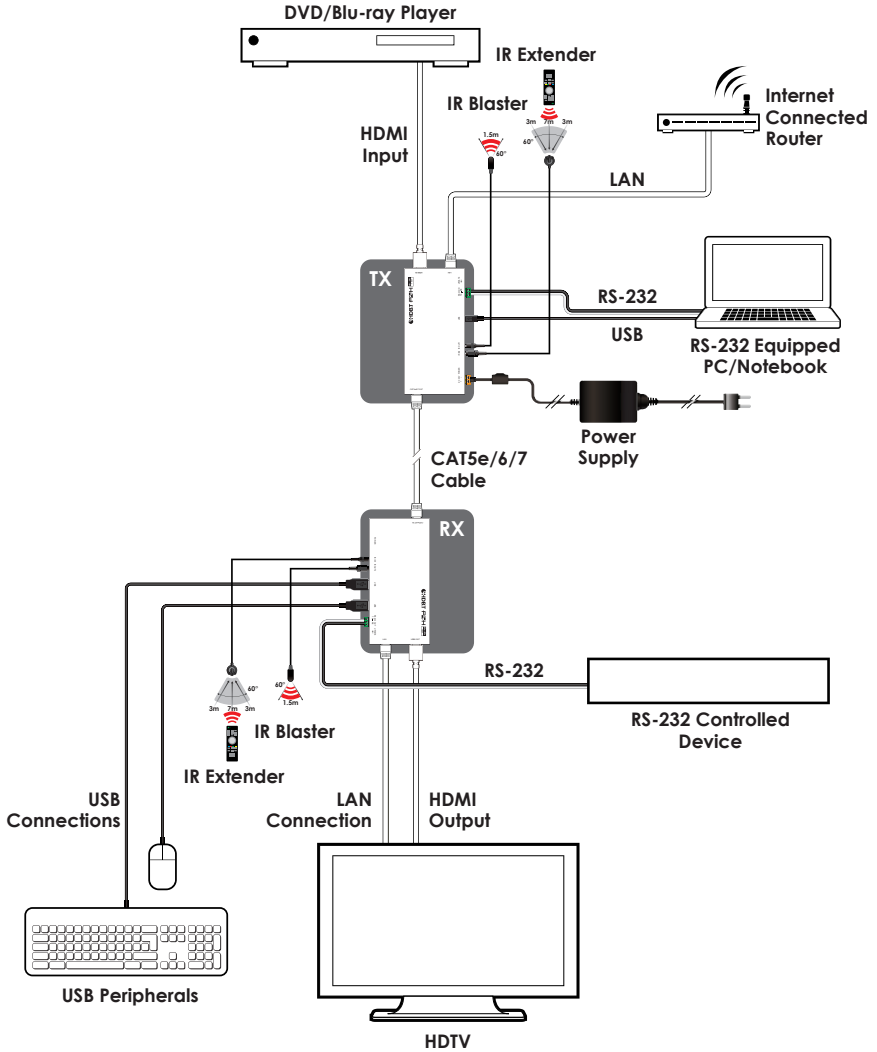 DVD/Blu-ray Player
IR Extender
IR Blaster
3m 7m 3m
60°
1.5m
60°
Internet
Connected
Router
HDMI
Input
LAN
TX
RS-232
USB
RS-232 Equipped
PC/Notebook
Power
Supply
CAT5e/6/7
Cable
RX
RS-232
RS-232 Controlled
Device
60°
3m 7m 3m
60°
1.5m
IR Blaster
IR Extender
USB
Connections
LAN
Connection
HDMI
Output
USB Peripherals
HDTV